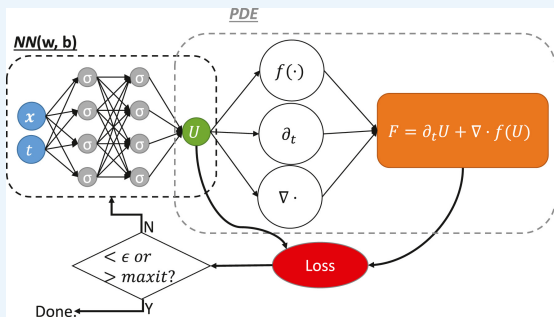 PDE
NN(w, b)
x
t
σ σ
σ σ
σ σ
σ σ
U
f(·)
∂ₜ
∇ ·
F = ∂ₜU + ∇ · f(U)
Loss
N
< ϵ or
> maxit?
Y
Done.